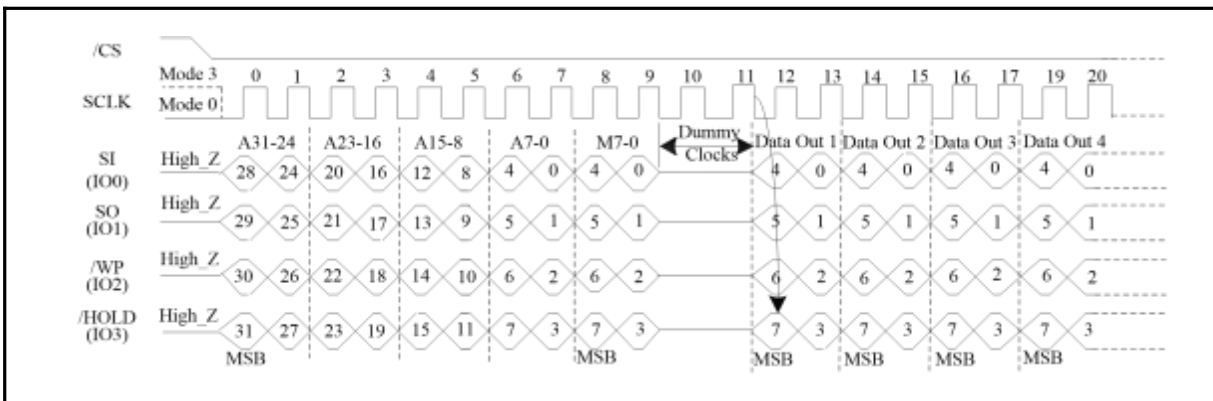 /CS
Mode 3 0 1 2 3 4 5 6 7 8 9 10 11 12 13 14 15 16 17 19 20
SCLK Mode 0
A31-24 A23-16 A15-8 A7-0 M7-0 Dummy Clocks Data Out 1 Data Out 2 Data Out 3 Data Out 4
SI (IO0) High_Z 28 24 20 16 12 8 4 0 4 0 4 0 4 0 4 0 4 0
SO (IO1) High_Z 29 25 21 17 13 9 5 1 5 1 5 1 5 1 5 1 5 1
/WP (IO2) High_Z 30 26 22 18 14 10 6 2 6 2 6 2 6 2 6 2 6 2
/HOLD (IO3) High_Z 31 27 23 19 15 11 7 3 7 3 7 3 7 3 7 3 7 3
MSB MSB MSB MSB MSB MSB